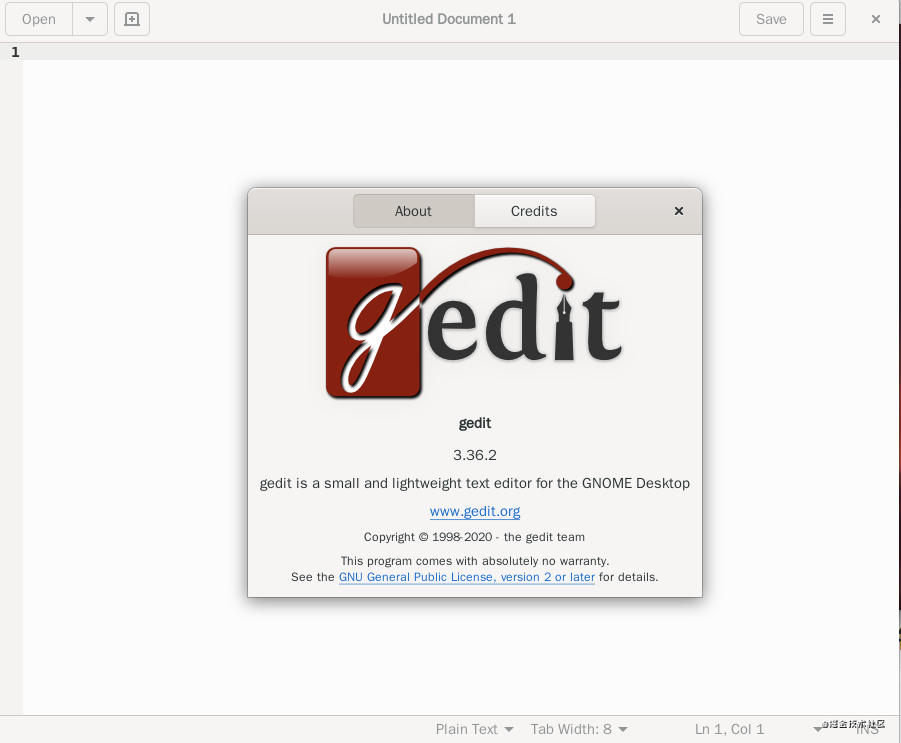 Open
Untitled Document 1
Save
1
About
Credits
gedit
gedit
3.36.2
gedit is a small and lightweight text editor for the GNOME Desktop
www.gedit.org
Copyright © 1998-2020 - the gedit team
This program comes with absolutely no warranty.
See the GNU General Public License, version 2 or later for details.
Plain Text
Tab Width: 8
Ln 1, Col 1
INS
@掘金技术社区